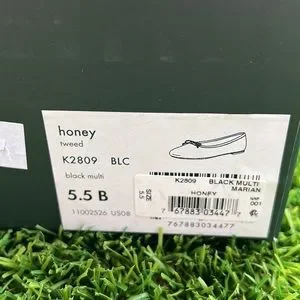 honey
tweed
K2809 BLC
black multi
5.5 B
11002526 US08
K2809 BLACK MULTI
MARIAN
HONEY
SIZE
5.5
001
7 67883 03447 7
767883034477